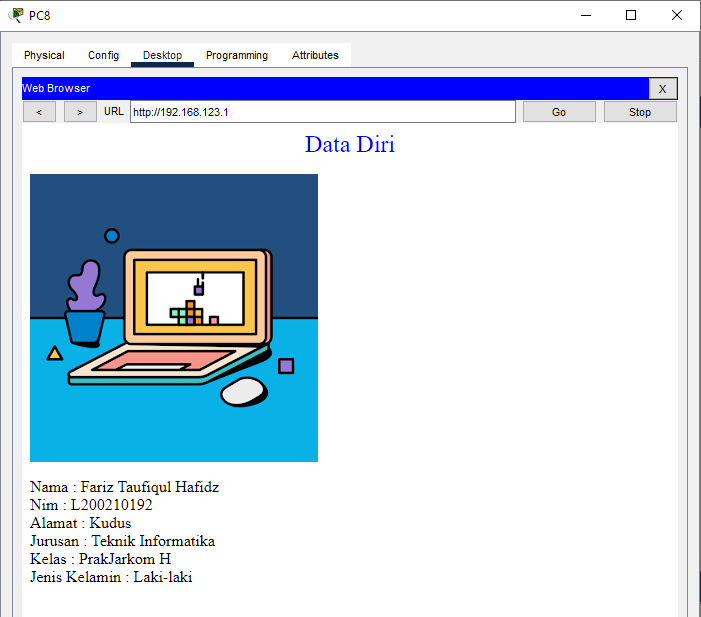 PC8
Physical Config Desktop Programming Attributes
Web Browser X
< > URL http://192.168.123.1 Go Stop
Data Diri
Nama : Fariz Taufiqul Hafidz
Nim : L200210192
Alamat : Kudus
Jurusan : Teknik Informatika
Kelas : PrakJarkom H
Jenis Kelamin : Laki-laki